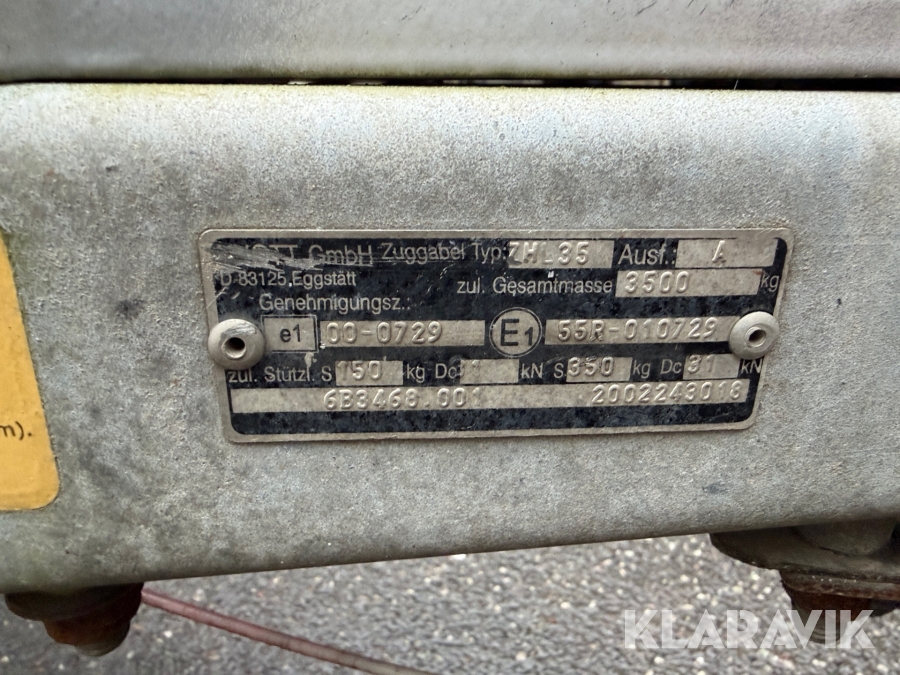 GmbH Zuggabel Typ: ZHL35 Ausf.: A
D-83125 Eggstätt zul. Gesamtmasse 3500 kg
Genehmigungsz.:
e1 00-0729 E1 55R-010729
zul. Stützl. S 150 kg Dc kN S 350 kg Dc 31 kN
6B3468.001 2002243018
m).
KLARAVIK